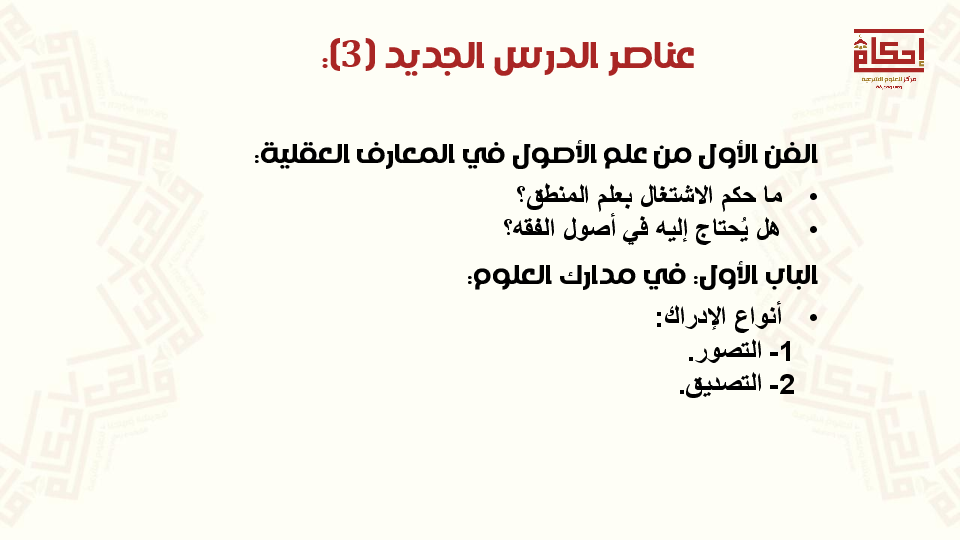 إحكام
مركز للعلوم الشرعية
عناصر الدرس الجديد (3):
الفن الأول من علم الأصول في المعارف العقلية:
• ما حكم الاشتغال بعلم المنطق؟
• هل يُحتاج إليه في أصول الفقه؟
الباب الأول: في مدارك العلوم:
• أنواع الإدراك:
1- التصور.
2- التصديق.